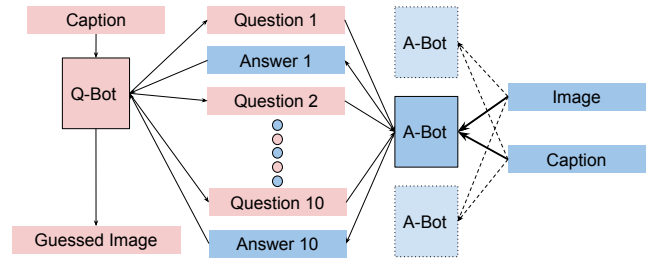 Caption
Q-Bot
Guessed Image
Question 1
Answer 1
Question 2
Question 10
Answer 10
A-Bot
A-Bot
A-Bot
Image
Caption